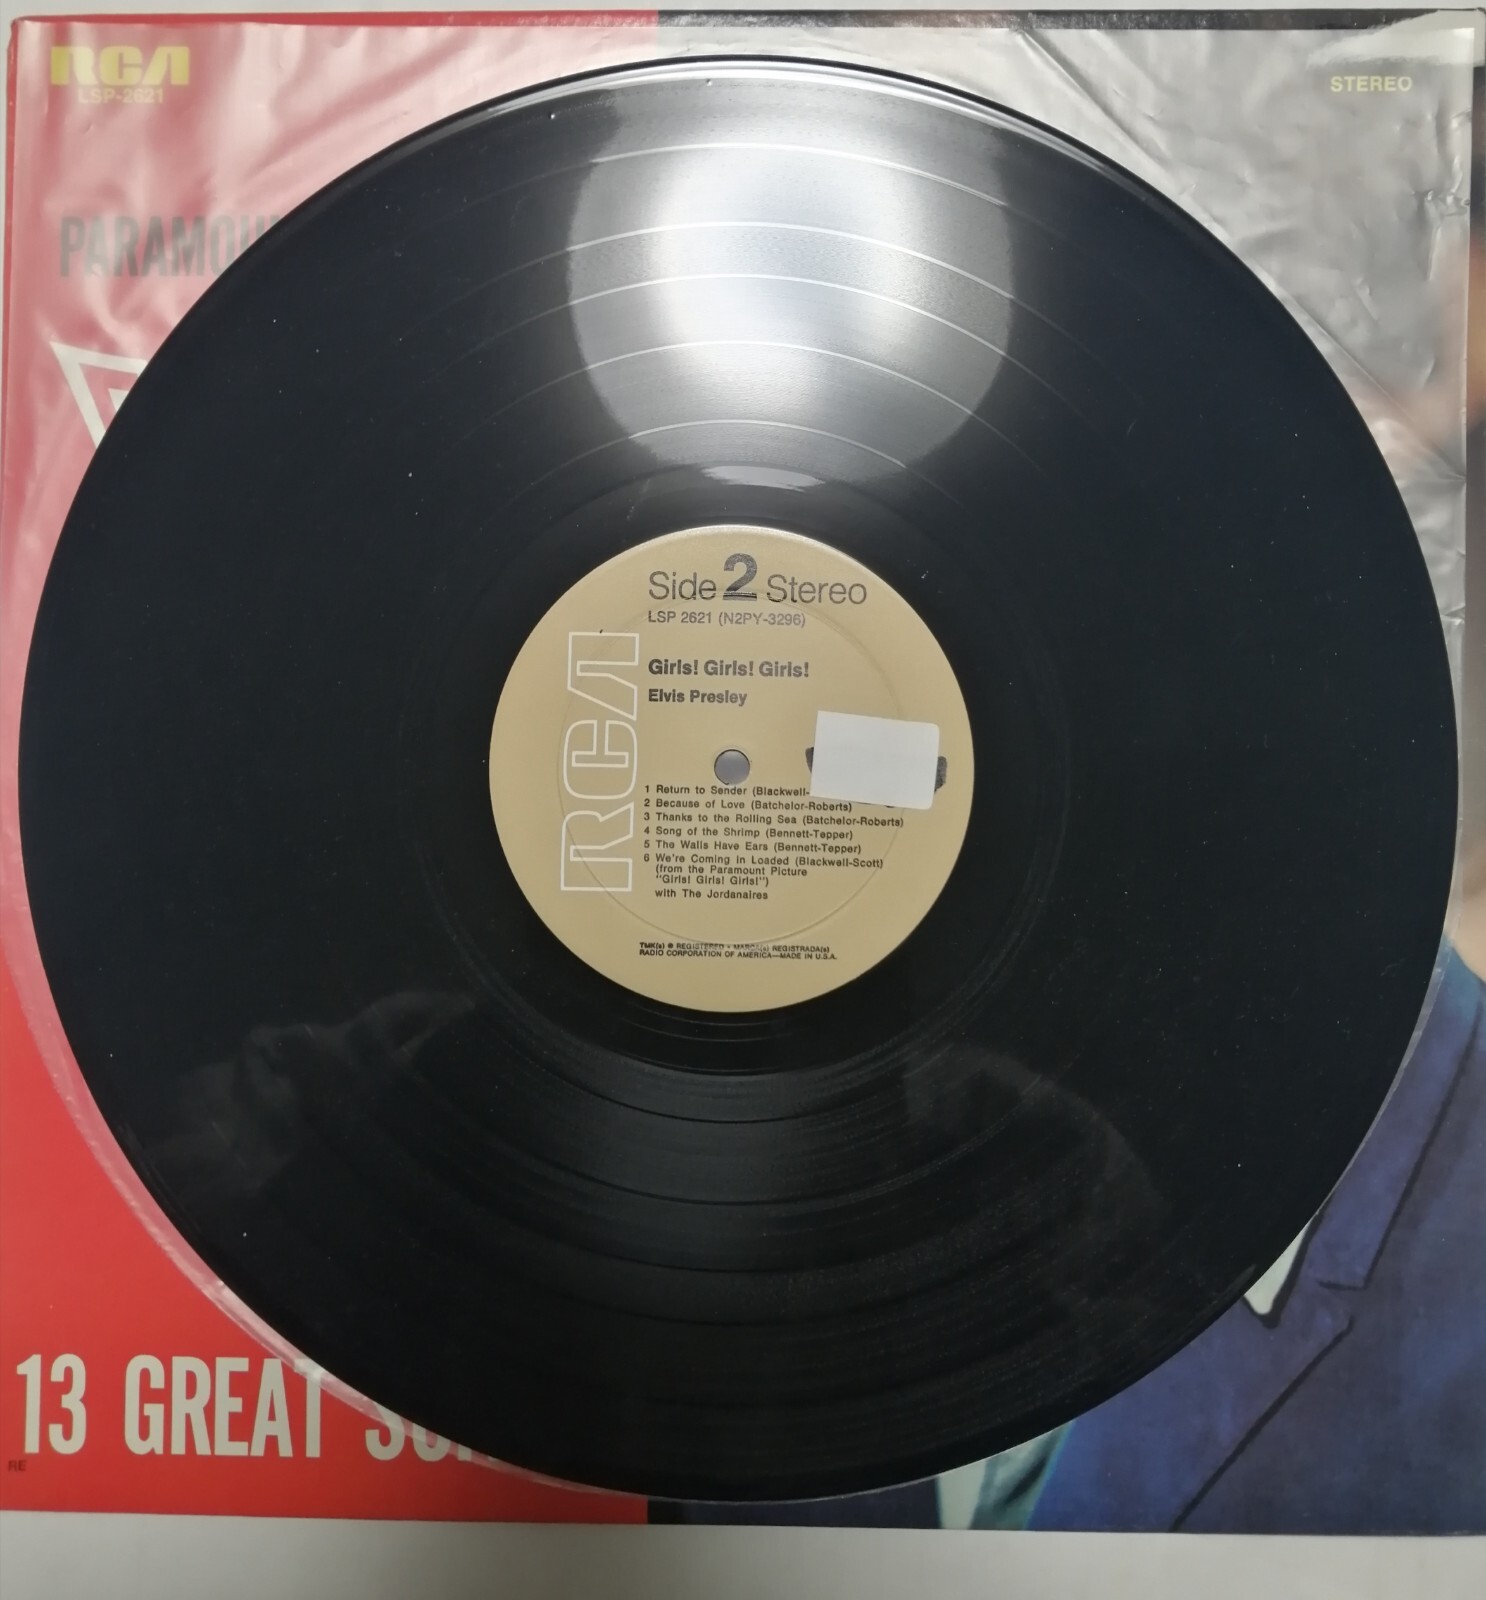 RCA
LSP-2621
STEREO
13 GREAT
RE
Side 2 Stereo
LSP 2621 (N2PY-3296)
Girls! Girls! Girls!
Elvis Presley
RCA
1 Return to Sender (Blackwell-
2 Because of Love (Batchelor-Roberts)
3 Thanks to the Rolling Sea (Batchelor-Roberts)
4 Song of the Shrimp (Bennett-Tepper)
5 The Walls Have Ears (Bennett-Tepper)
6 We're Coming in Loaded (Blackwell-Scott)
(from the Paramount Picture
"Girls! Girls! Girls!")
with The Jordanaires
TMK(s) ® REGISTERED • MARCA(s) REGISTRADA(s)
RADIO CORPORATION OF AMERICA—MADE IN U.S.A.